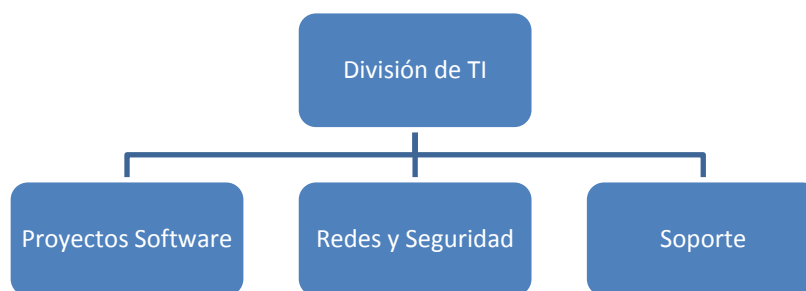 División de TI
Proyectos Software
Redes y Seguridad
Soporte